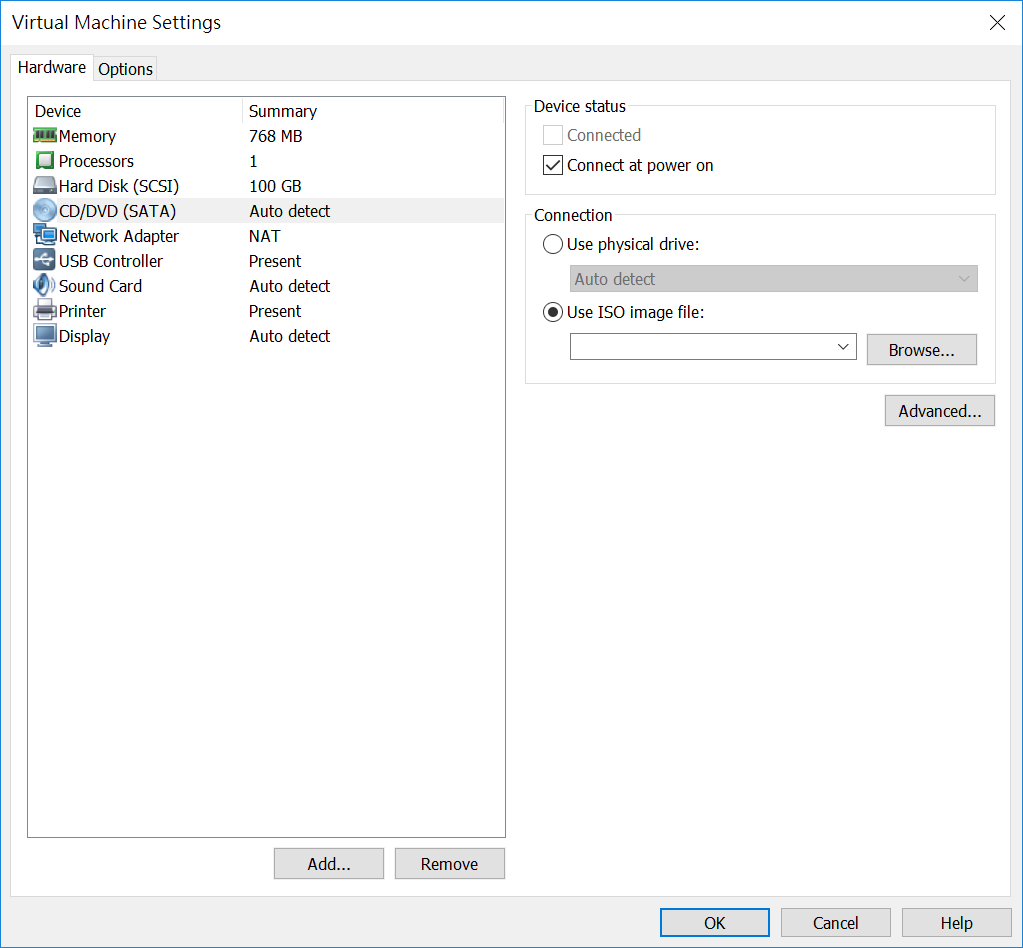 Virtual Machine Settings
Hardware
Options
Device Summary
Memory 768 MB
Processors 1
Hard Disk (SCSI) 100 GB
CD/DVD (SATA) Auto detect
Network Adapter NAT
USB Controller Present
Sound Card Auto detect
Printer Present
Display Auto detect
Add...
Remove
Device status
Connected
Connect at power on
Connection
Use physical drive:
Auto detect
Use ISO image file:
Browse...
Advanced...
OK
Cancel
Help